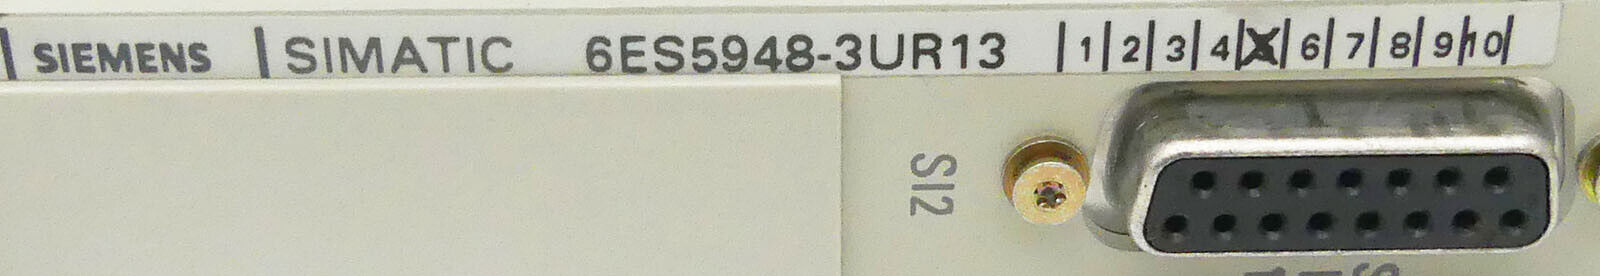 SIEMENS | SIMATIC 6ES5948-3UR13 |1|2|3|4|X|6|7|8|9|10|
SI2